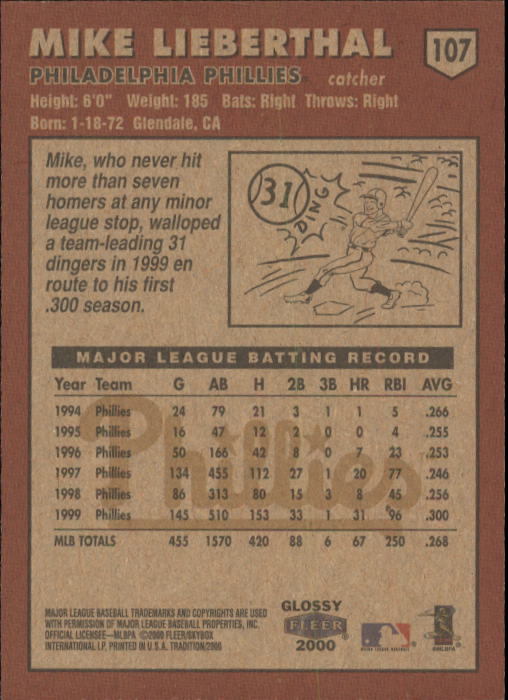 MIKE LIEBERTHAL
107
PHILADELPHIA PHILLIES catcher
Height: 6'0" Weight: 185 Bats: Right Throws: Right
Born: 1-18-72 Glendale, CA
Mike, who never hit
more than seven
homers at any minor
league stop, walloped
a team-leading 31
dingers in 1999 en
route to his first
.300 season.
31
DING
MAJOR LEAGUE BATTING RECORD
Year Team G AB H 2B 3B HR RBI AVG
1994 Phillies 24 79 21 3 1 1 5 .266
1995 Phillies 16 47 12 2 0 0 4 .255
1996 Phillies 50 166 42 8 0 7 23 .253
1997 Phillies 134 455 112 27 1 20 77 .246
1998 Phillies 86 313 80 15 3 8 45 .256
1999 Phillies 145 510 153 33 1 31 96 .300
MLB TOTALS 455 1570 420 88 6 67 250 .268
Phillies
MAJOR LEAGUE BASEBALL TRADEMARKS AND COPYRIGHTS ARE USED
WITH PERMISSION OF MAJOR LEAGUE BASEBALL PROPERTIES, INC.
OFFICIAL LICENSEE—MLBPA ©2000 FLEER/SKYBOX
INTERNATIONAL LP. PRINTED IN U.S.A. TRADITION/2000
GLOSSY
FLEER
2000
MAJOR LEAGUE BASEBALL
©MLBPA